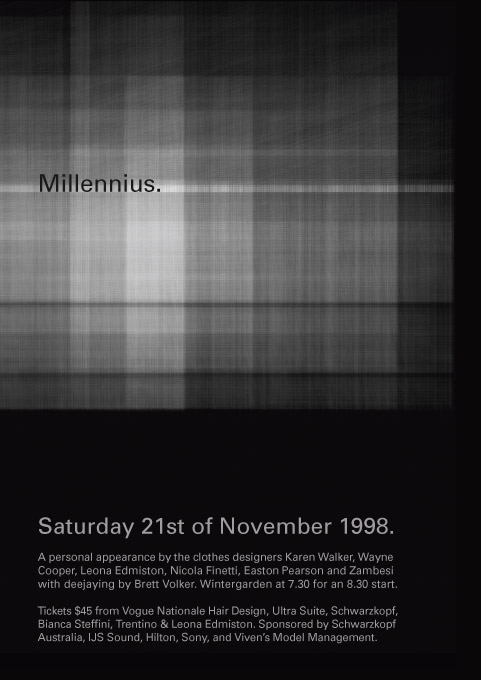 Millennius.
Saturday 21st of November 1998.
A personal appearance by the clothes designers Karen Walker, Wayne
Cooper, Leona Edmiston, Nicola Finetti, Easton Pearson and Zambesi
with deejaying by Brett Volker. Wintergarden at 7.30 for an 8.30 start.
Tickets $45 from Vogue Nationale Hair Design, Ultra Suite, Schwarzkopf,
Bianca Steffini, Trentino & Leona Edmiston. Sponsored by Schwarzkopf
Australia, IJS Sound, Hilton, Sony, and Viven's Model Management.